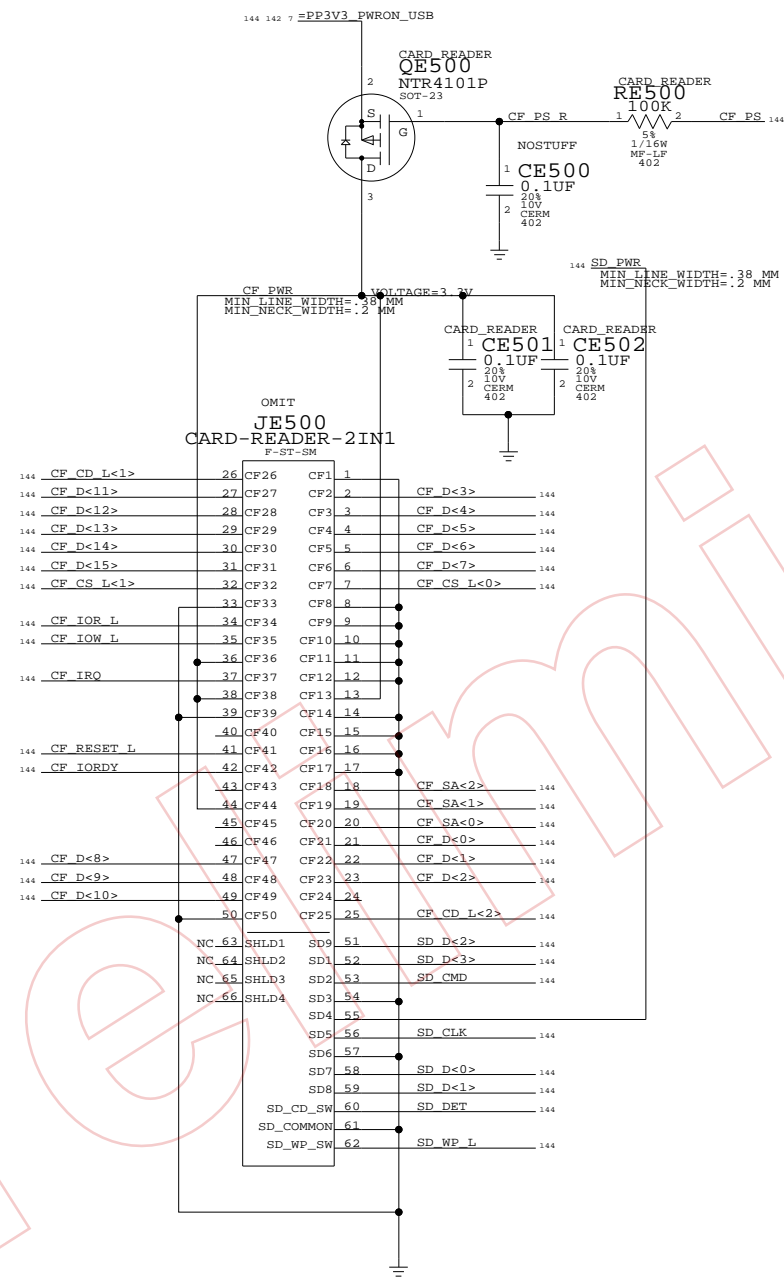 144 142 7 =PP3V3_PWRON_USB
CARD_READER
QE500
NTR4101P
SOT-23
2
S
G
D
1
3
CF_PS_R
CARD_READER
RE500
100K
1 2
5%
1/16W
MF-LF
402
CF_PS 144
NOSTUFF
1
CE500
0.1UF
20%
10V
CERM
402
2
144 SD_PWR
MIN_LINE_WIDTH=.38 MM
MIN_NECK_WIDTH=.2 MM
CF_PWR VOLTAGE=3.3V
MIN_LINE_WIDTH=.38 MM
MIN_NECK_WIDTH=.2 MM
CARD_READER
1
CE501
0.1UF
20%
10V
CERM
402
2
CARD_READER
1
CE502
0.1UF
20%
10V
CERM
402
2
OMIT
JE500
CARD-READER-2IN1
F-ST-SM
144 CF_CD_L<1> 26 CF26 CF1 1
144 CF_D<11> 27 CF27 CF2 2 CF_D<3> 144
144 CF_D<12> 28 CF28 CF3 3 CF_D<4> 144
144 CF_D<13> 29 CF29 CF4 4 CF_D<5> 144
144 CF_D<14> 30 CF30 CF5 5 CF_D<6> 144
144 CF_D<15> 31 CF31 CF6 6 CF_D<7> 144
144 CF_CS_L<1> 32 CF32 CF7 7 CF_CS_L<0> 144
33 CF33 CF8 8
144 CF_IOR_L 34 CF34 CF9 9
144 CF_IOW_L 35 CF35 CF10 10
36 CF36 CF11 11
144 CF_IRQ 37 CF37 CF12 12
38 CF38 CF13 13
39 CF39 CF14 14
40 CF40 CF15 15
144 CF_RESET_L 41 CF41 CF16 16
144 CF_IORDY 42 CF42 CF17 17
43 CF43 CF18 18 CF_SA<2> 144
44 CF44 CF19 19 CF_SA<1> 144
45 CF45 CF20 20 CF_SA<0> 144
46 CF46 CF21 21 CF_D<0> 144
144 CF_D<8> 47 CF47 CF22 22 CF_D<1> 144
144 CF_D<9> 48 CF48 CF23 23 CF_D<2> 144
144 CF_D<10> 49 CF49 CF24 24
50 CF50 CF25 25 CF_CD_L<2> 144
NC 63 SHLD1 SD9 51 SD_D<2> 144
NC 64 SHLD2 SD1 52 SD_D<3> 144
NC 65 SHLD3 SD2 53 SD_CMD 144
NC 66 SHLD4 SD3 54
SD4 55
SD5 56 SD_CLK 144
SD6 57
SD7 58 SD_D<0> 144
SD8 59 SD_D<1> 144
SD_CD_SW 60 SD_DET 144
SD_COMMON 61
SD_WP_SW 62 SD_WP_L 144
elimi